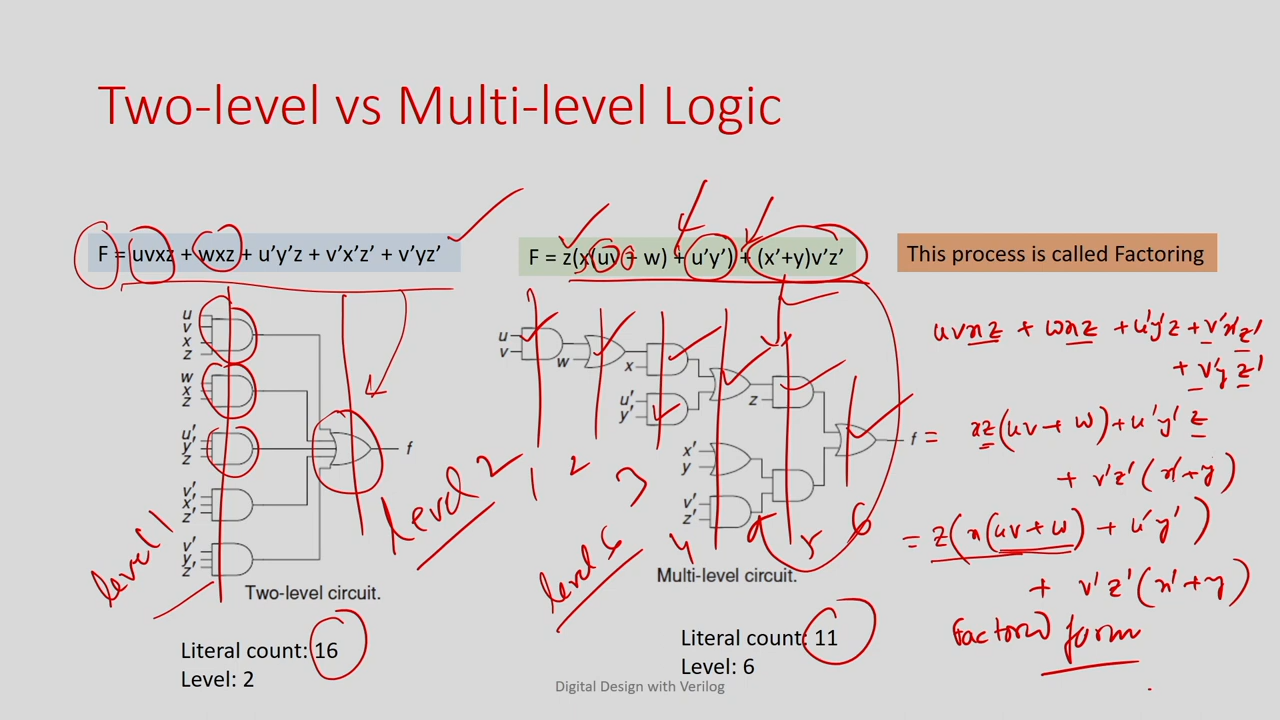 Two-level vs Multi-level Logic
F = uvxz + wxz + u’y’z + v’x’z’ + v’yz’
F = z(x(uv + w) + u’y’) + (x’+y)v’z’
This process is called Factoring
u
v
x
z
w
x
z
u'
y'
z
v'
x'
z'
v'
y
z'
f
level 1
level 2
Two-level circuit.
Literal count: 16
Level: 2
u
v
w
x
u'
y'
z
x'
y
v'
z'
f
1
2
3
4
5
6
Multi-level circuit.
Literal count: 11
Level: 6
uvxz + wxz + u'y'z + v'x'z'
+ v'yz'
= xz(uv + w) + u'y'z
+ v'z'(x'+y)
= z(x(uv+w) + u'y')
+ v'z'(x'+y)
form
Digital Design with Verilog